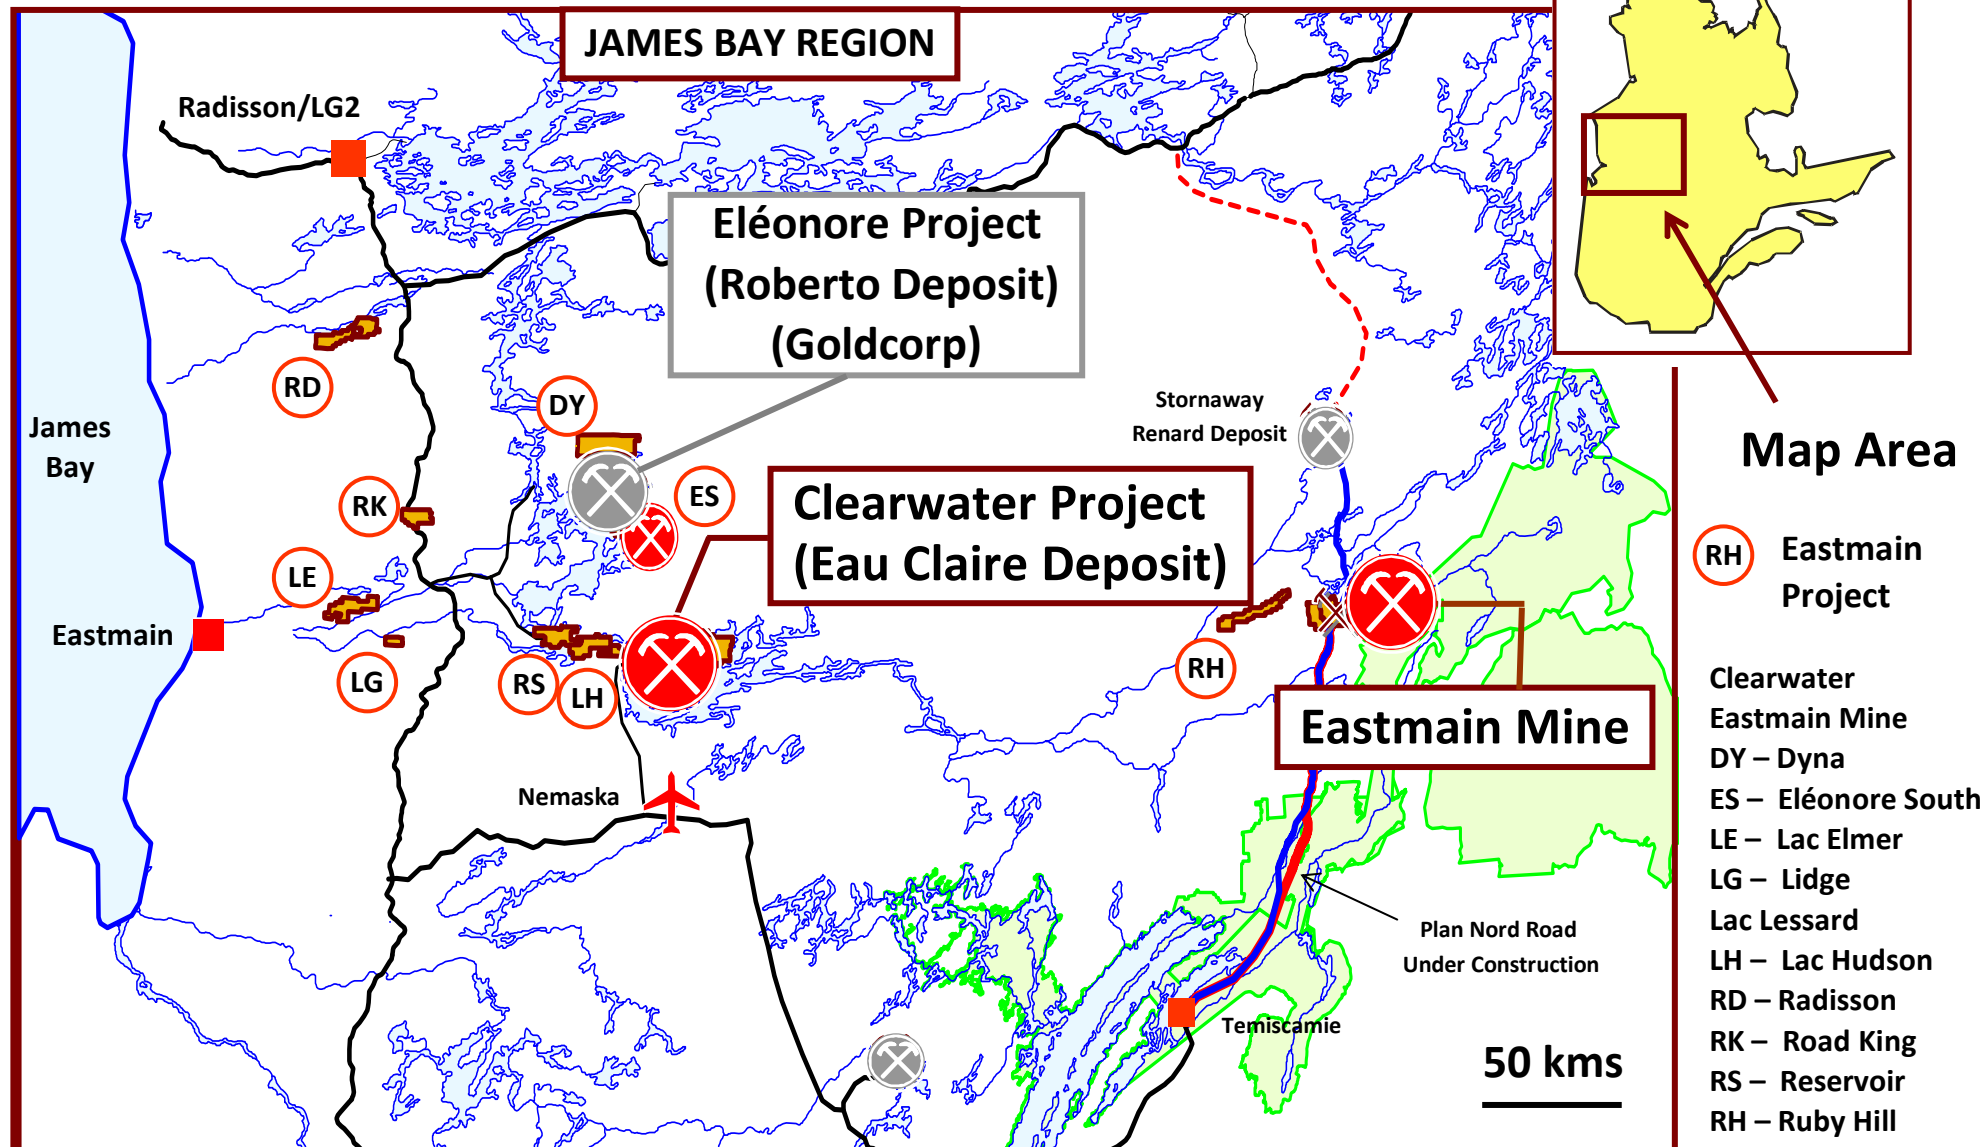 JAMES BAY REGION
Radisson/LG2
Eléonore Project
(Roberto Deposit)
(Goldcorp)
RD
DY
James
Bay
Stornaway
Renard Deposit
Map Area
RK
ES
Clearwater Project
(Eau Claire Deposit)
RH
Eastmain
Project
LE
Eastmain
LG
RS
LH
RH
Eastmain Mine
Nemaska
Plan Nord Road
Under Construction
Temiscamie
50 kms
Clearwater
Eastmain Mine
DY – Dyna
ES – Eléonore South
LE – Lac Elmer
LG – Lidge
Lac Lessard
LH – Lac Hudson
RD – Radisson
RK – Road King
RS – Reservoir
RH – Ruby Hill